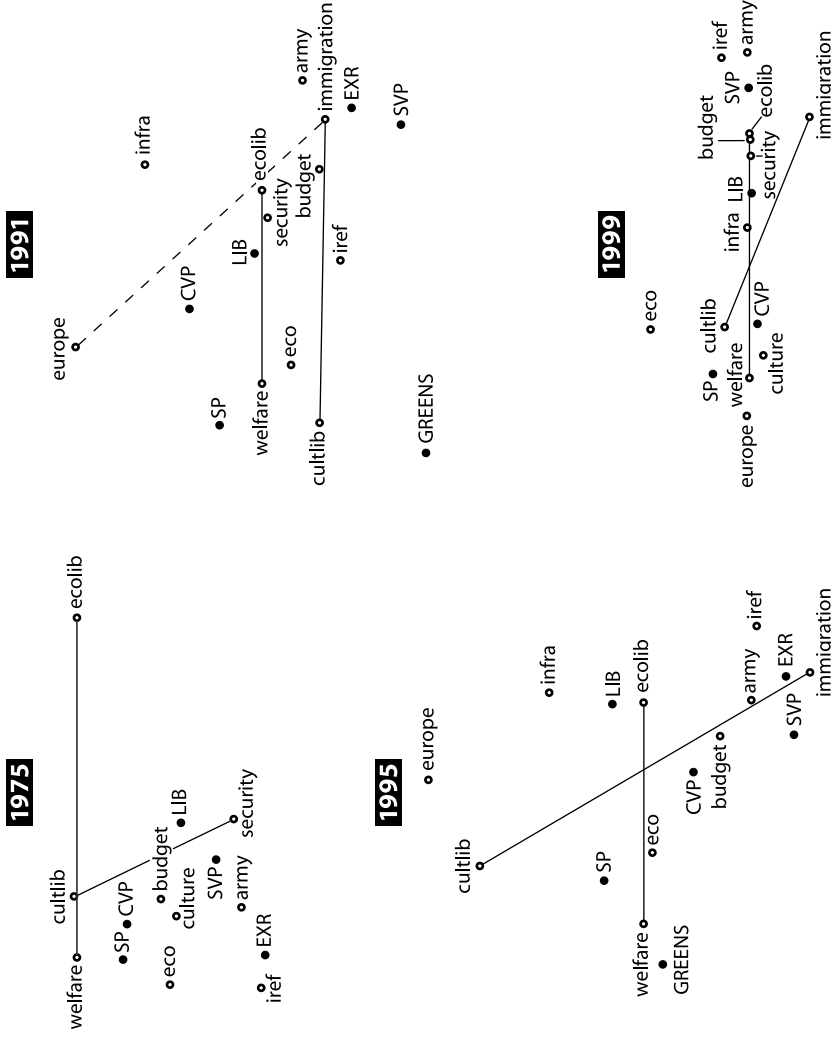 1975
ecolib
cultlib
welfare
SP
CVP
budget
LIB
security
culture
SVP
army
eco
iref
EXR
1991
europe
infra
CVP
SP
LIB
ecolib
security
welfare
eco
budget
army
immigration
EXR
SVP
iref
cultlib
GREENS
1995
europe
cultlib
infra
SP
LIB
ecolib
welfare
eco
GREENS
CVP
budget
army
iref
EXR
SVP
immigration
1999
eco
SP
cultlib
welfare
europe
culture
CVP
infra
LIB
budget
security
ecolib
SVP
iref
army
immigration